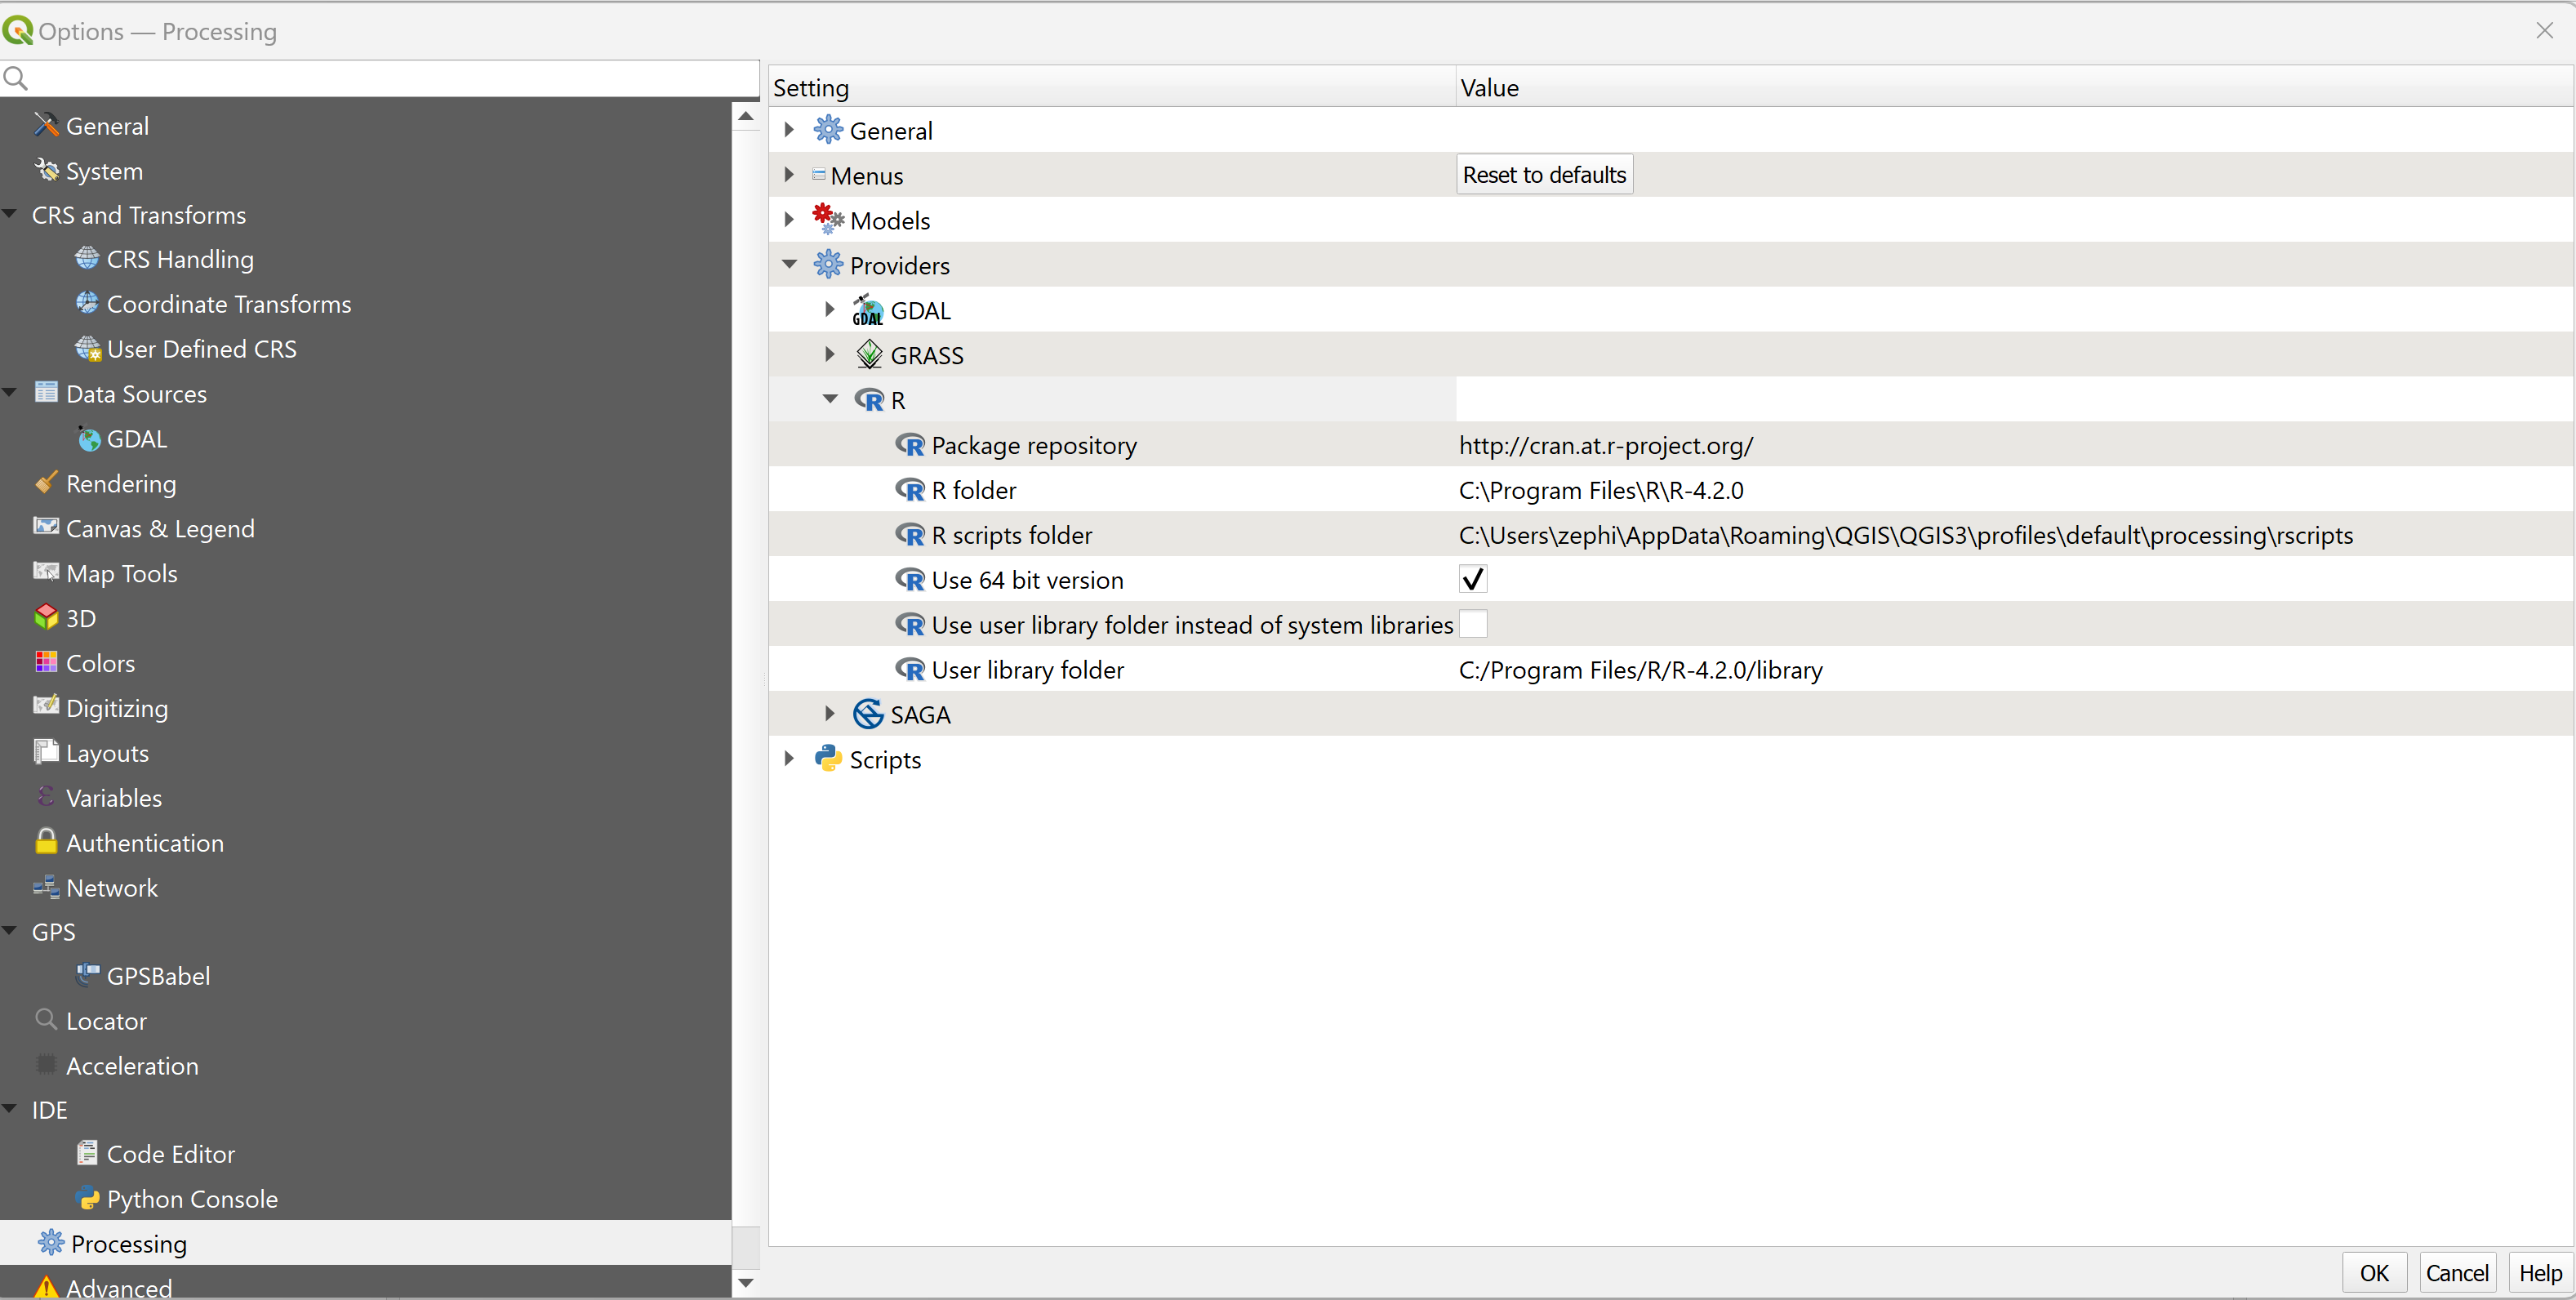 Options — Processing
General
System
CRS and Transforms
CRS Handling
Coordinate Transforms
User Defined CRS
Data Sources
GDAL
Rendering
Canvas & Legend
Map Tools
3D
Colors
Digitizing
Layouts
Variables
Authentication
Network
GPS
GPSBabel
Locator
Acceleration
IDE
Code Editor
Python Console
Processing
Advanced
Setting Value
General
Menus Reset to defaults
Models
Providers
GDAL GDAL
GRASS
R R
R Package repository http://cran.at.r-project.org/
R R folder C:\Program Files\R\R-4.2.0
R R scripts folder C:\Users\zephi\AppData\Roaming\QGIS\QGIS3\profiles\default\processing\rscripts
R Use 64 bit version
R Use user library folder instead of system libraries
R User library folder C:/Program Files/R/R-4.2.0/library
SAGA
Scripts
OK Cancel Help